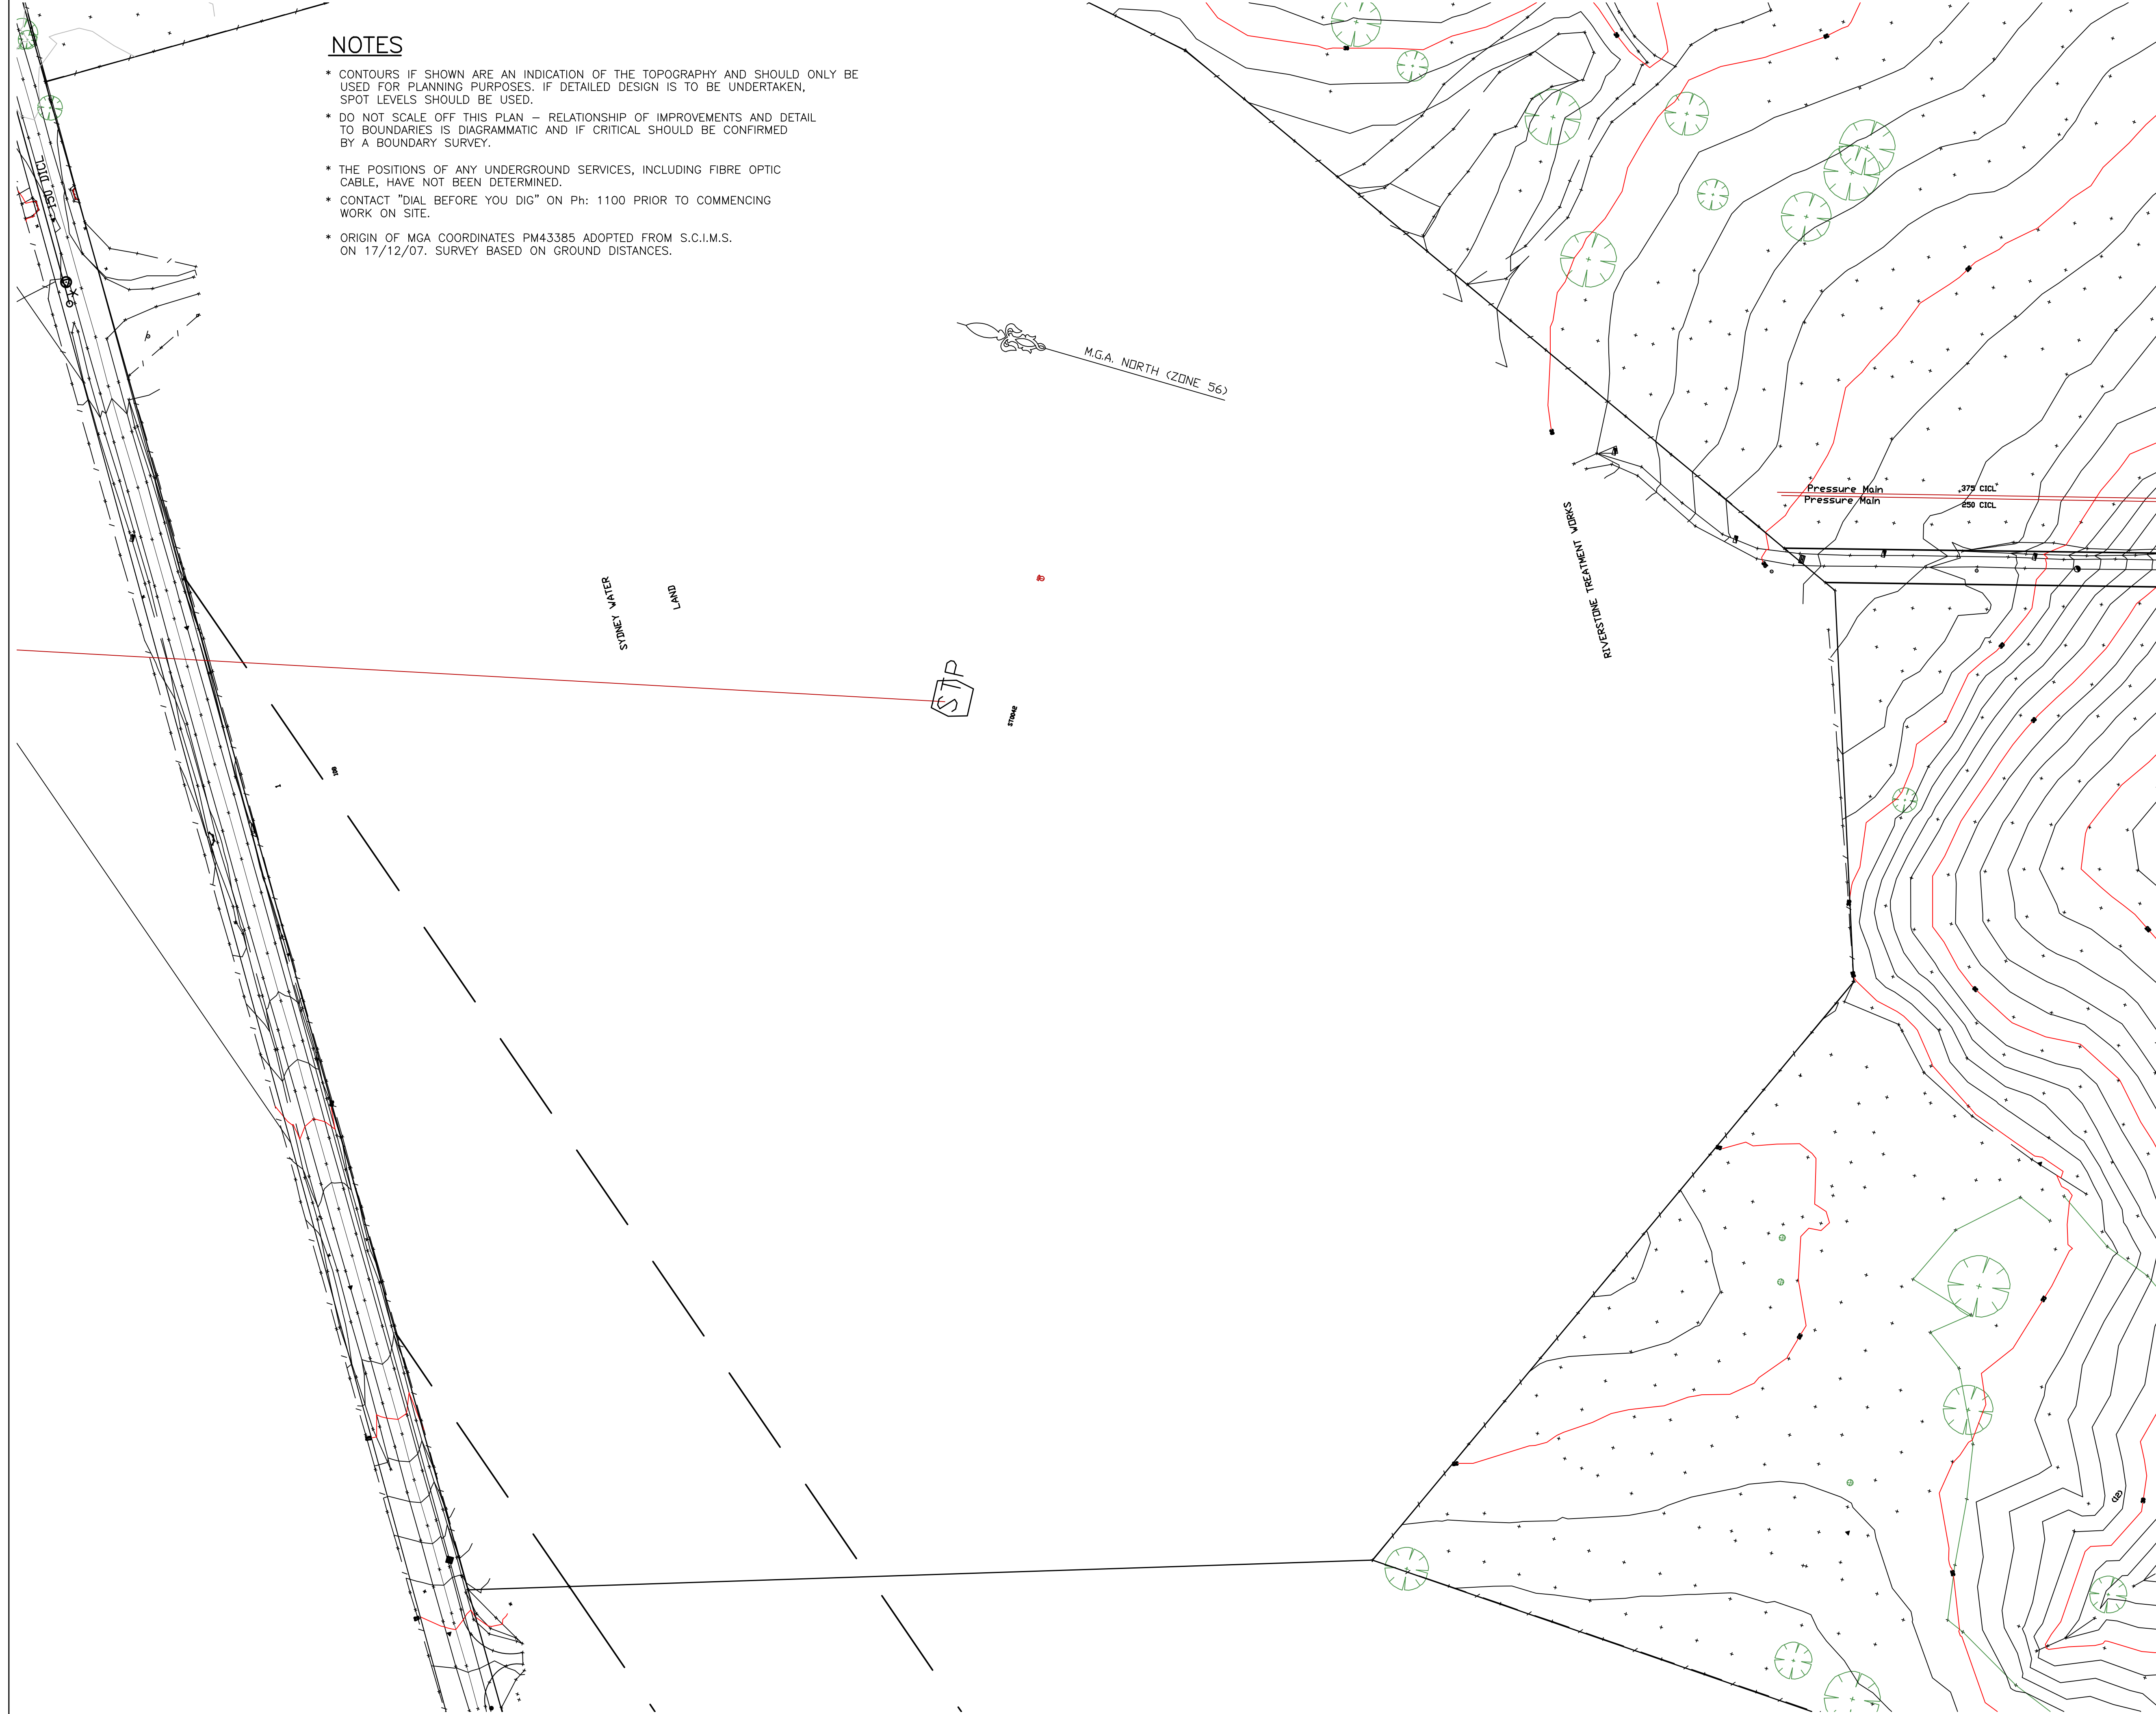 NOTES
* CONTOURS IF SHOWN ARE AN INDICATION OF THE TOPOGRAPHY AND SHOULD ONLY BE
USED FOR PLANNING PURPOSES. IF DETAILED DESIGN IS TO BE UNDERTAKEN,
SPOT LEVELS SHOULD BE USED.
* DO NOT SCALE OFF THIS PLAN – RELATIONSHIP OF IMPROVEMENTS AND DETAIL
TO BOUNDARIES IS DIAGRAMMATIC AND IF CRITICAL SHOULD BE CONFIRMED
BY A BOUNDARY SURVEY.
* THE POSITIONS OF ANY UNDERGROUND SERVICES, INCLUDING FIBRE OPTIC
CABLE, HAVE NOT BEEN DETERMINED.
* CONTACT "DIAL BEFORE YOU DIG" ON Ph: 1100 PRIOR TO COMMENCING
WORK ON SITE.
* ORIGIN OF MGA COORDINATES PM43385 ADOPTED FROM S.C.I.M.S.
ON 17/12/07. SURVEY BASED ON GROUND DISTANCES.
150 DICL
M.G.A. NORTH (ZONE 56)
Pressure Main 375 CICL
Pressure Main 250 CICL
SYDNEY WATER
LAND
RIVERSTONE TREATMENT WORKS
STP
ST0042
1
(12)